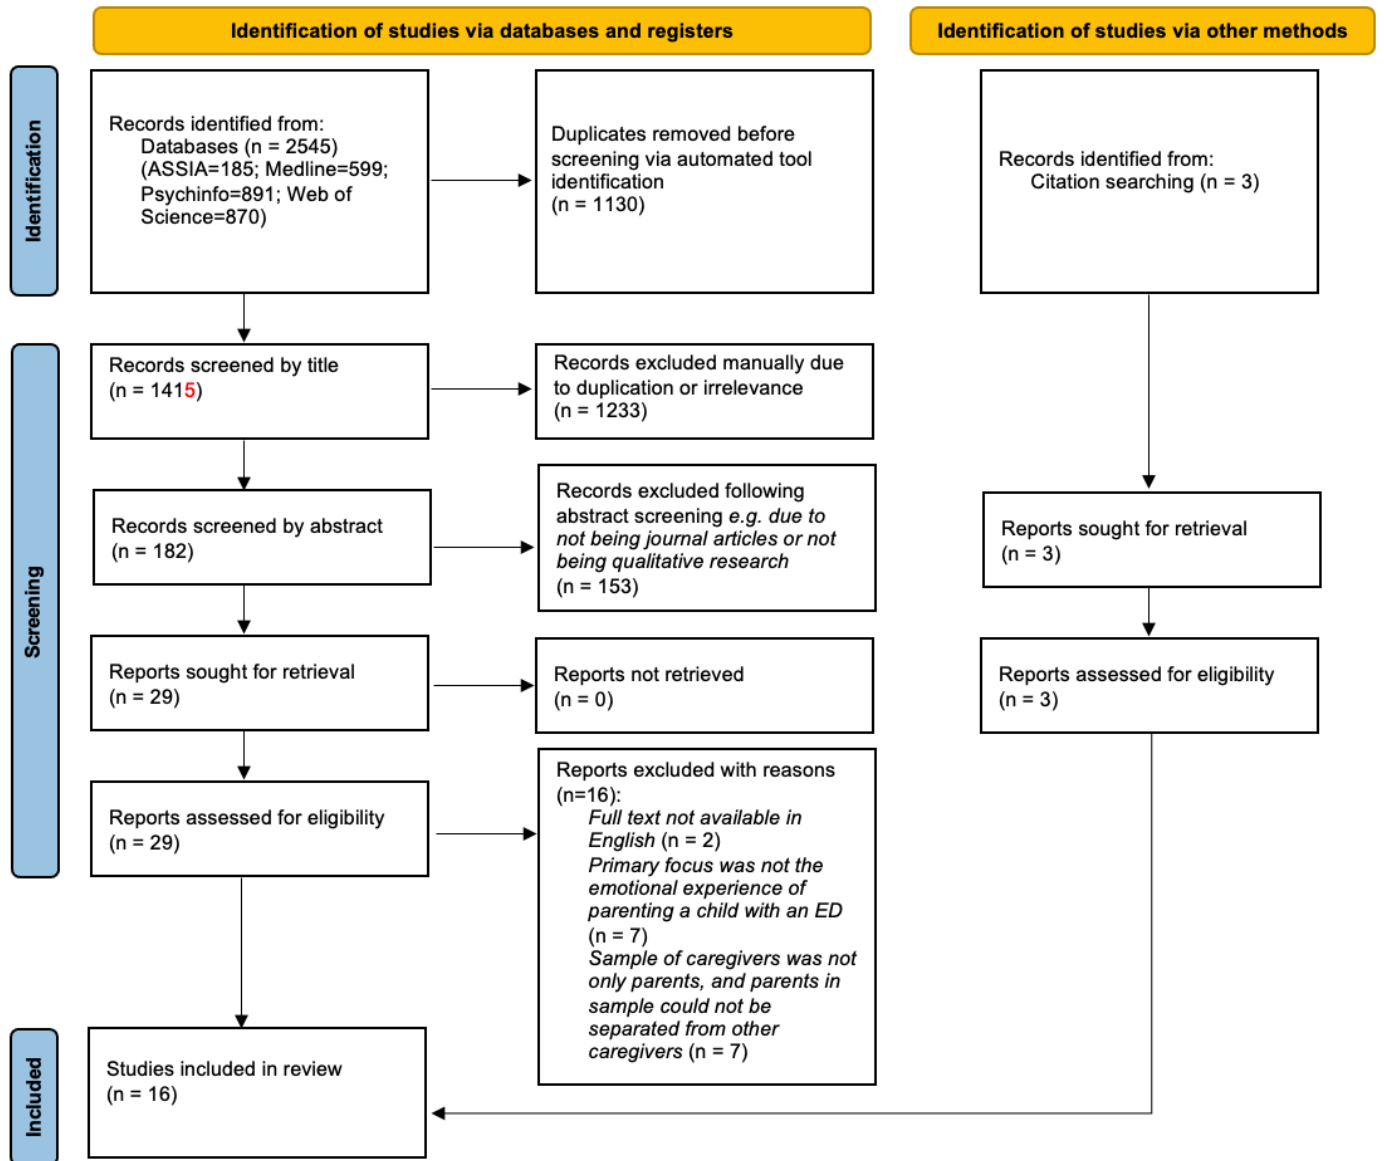 Identification of studies via databases and registers
Identification of studies via other methods
Identification
Records identified from:
Databases (n = 2545)
(ASSIA=185; Medline=599;
Psychinfo=891; Web of
Science=870)
Duplicates removed before
screening via automated tool
identification
(n = 1130)
Records identified from:
Citation searching (n = 3)
Screening
Records screened by title
(n = 1415)
Records excluded manually due
to duplication or irrelevance
(n = 1233)
Records screened by abstract
(n = 182)
Records excluded following
abstract screening e.g. due to
not being journal articles or not
being qualitative research
(n = 153)
Reports sought for retrieval
(n = 3)
Reports sought for retrieval
(n = 29)
Reports not retrieved
(n = 0)
Reports assessed for eligibility
(n = 3)
Reports assessed for eligibility
(n = 29)
Reports excluded with reasons
(n=16):
Full text not available in
English (n = 2)
Primary focus was not the
emotional experience of
parenting a child with an ED
(n = 7)
Sample of caregivers was not
only parents, and parents in
sample could not be
separated from other
caregivers (n = 7)
Included
Studies included in review
(n = 16)